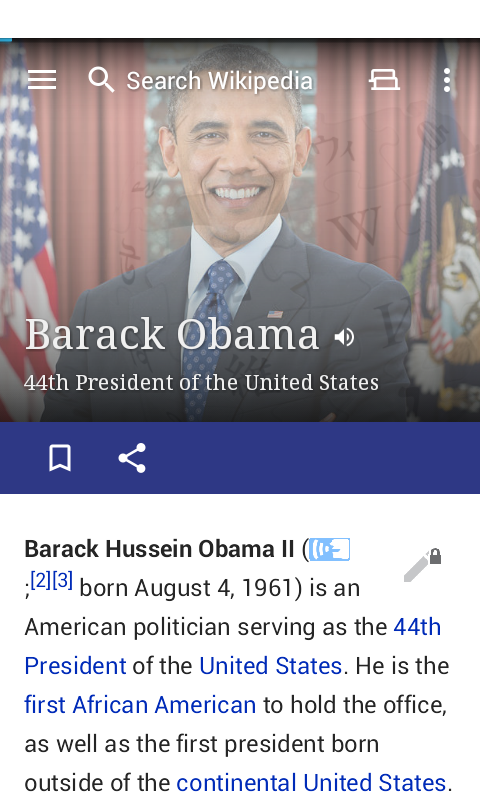 Search Wikipedia
Barack Obama
44th President of the United States
Barack Hussein Obama II (
;[2][3] born August 4, 1961) is an
American politician serving as the 44th
President of the United States. He is the
first African American to hold the office,
as well as the first president born
outside of the continental United States.